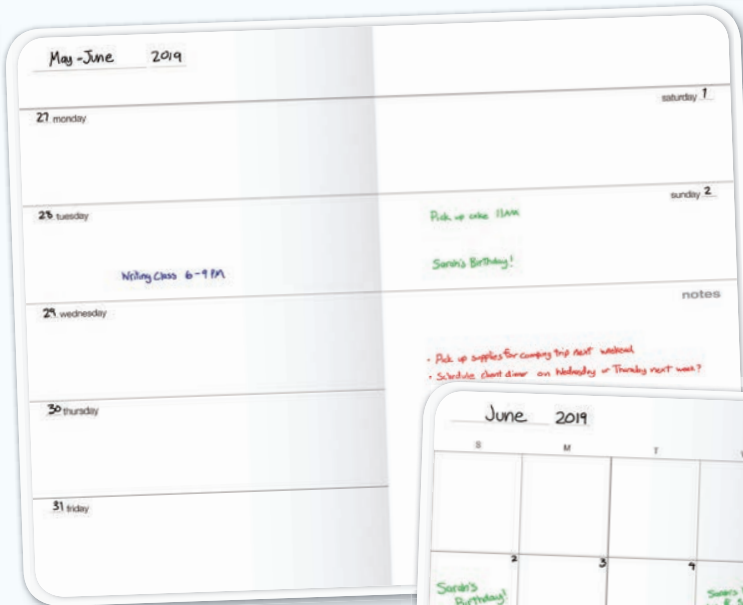 May - June 2019
27 monday
28 tuesday
Writing Class 6-9 PM
29 wednesday
30 thursday
31 friday
saturday 1
sunday 2
Pick up cake 11AM
Sarah's Birthday!
notes
• Pick up supplies for camping trip next weekend
• Schedule client dinner on Wednesday or Thursday next week?
June 2019
S M T
2 3 4
Sarah's
Birthday!